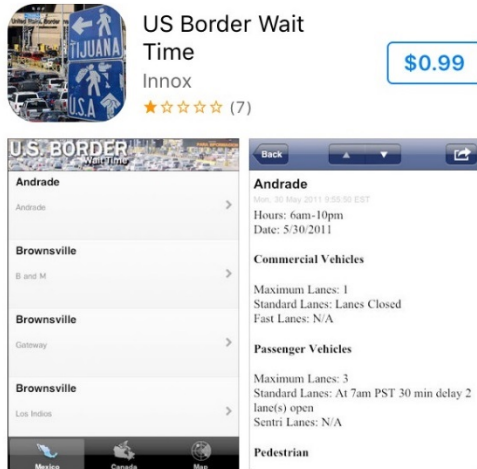 US Border Wait
Time
Innox
$0.99
(7)
TIJUANA
U.S.A
U.S. BORDER
Wait Time
Andrade
Andrade
Brownsville
B and M
Brownsville
Gateway
Brownsville
Los Indios
Mexico
Canada
Map
Back
Andrade
Mon, 30 May 2011 9:55:50 EST
Hours: 6am-10pm
Date: 5/30/2011
Commercial Vehicles
Maximum Lanes: 1
Standard Lanes: Lanes Closed
Fast Lanes: N/A
Passenger Vehicles
Maximum Lanes: 3
Standard Lanes: At 7am PST 30 min delay 2
lane(s) open
Sentri Lanes: N/A
Pedestrian